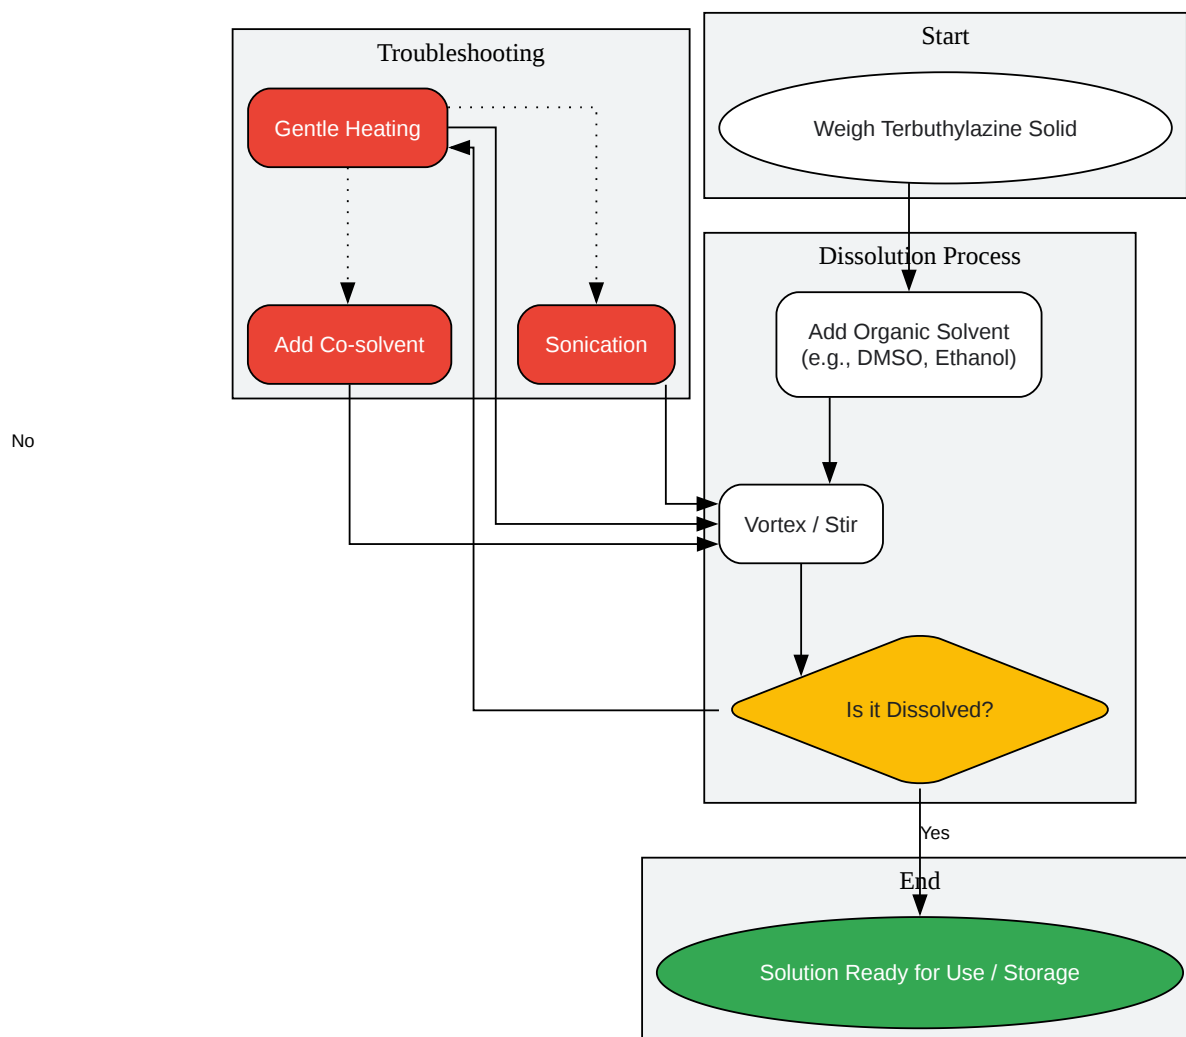 Start
Weigh Terbuthylazine Solid
Troubleshooting
Gentle Heating
Add Co-solvent
Sonication
Dissolution Process
Add Organic Solvent
(e.g., DMSO, Ethanol)
No
Vortex / Stir
Is it Dissolved?
Yes
End
Solution Ready for Use / Storage